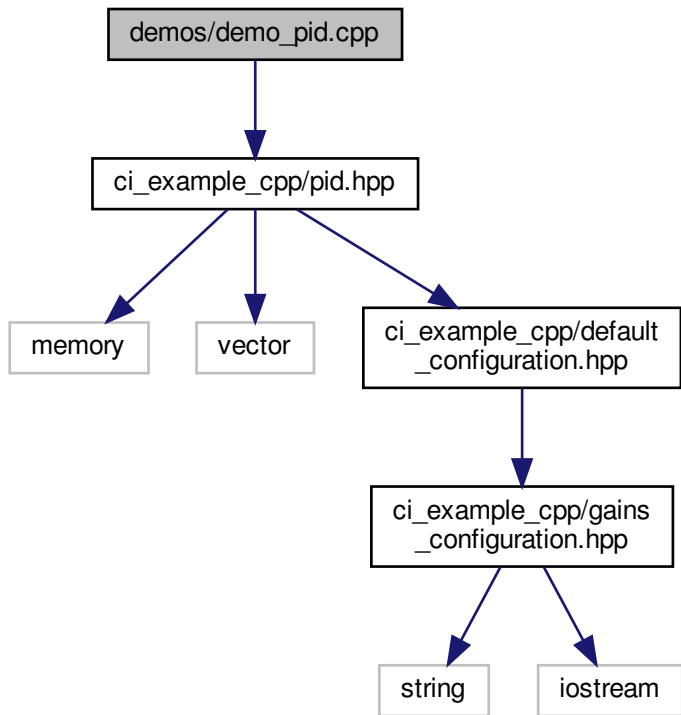 demos/demo_pid.cpp
ci_example_cpp/pid.hpp
memory
vector
ci_example_cpp/default
_configuration.hpp
ci_example_cpp/gains
_configuration.hpp
string
iostream